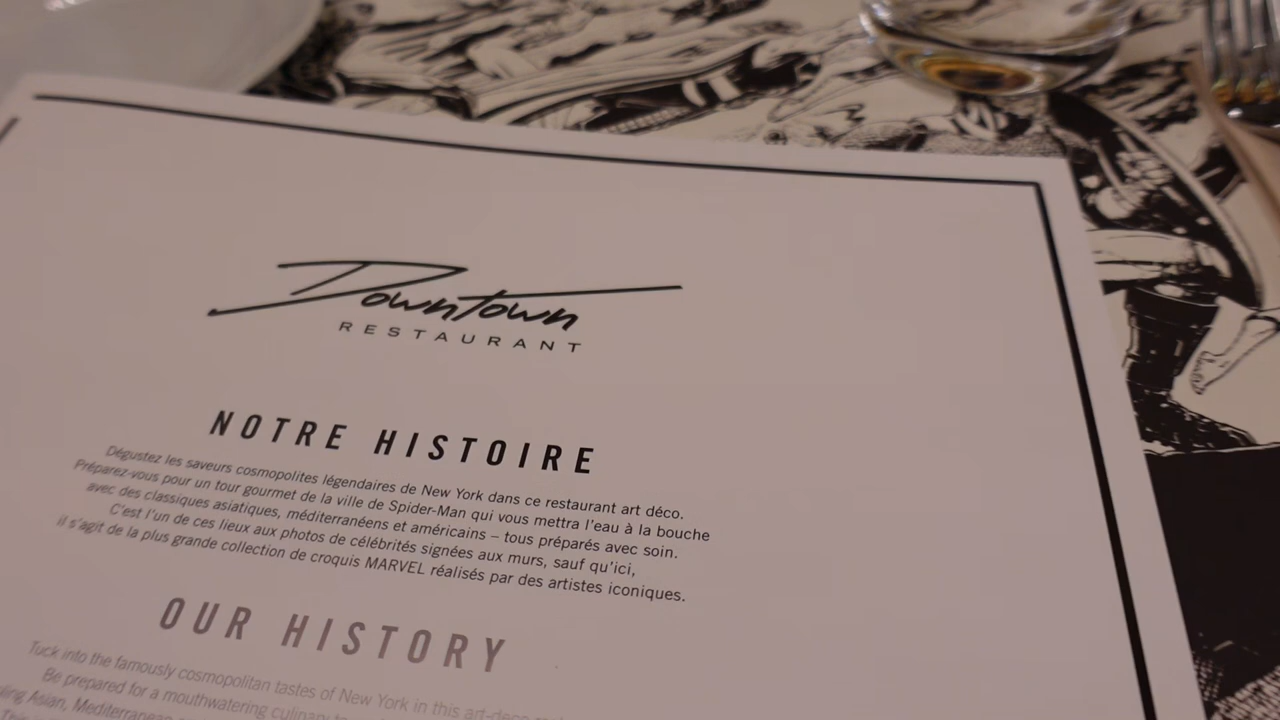 Downtown
RESTAURANT
NOTRE HISTOIRE
Dégustez les saveurs cosmopolites légendaires de New York dans ce restaurant art déco.
Préparez-vous pour un tour gourmet de la ville de Spider-Man qui vous mettra l'eau à la bouche
avec des classiques asiatiques, méditerranéens et américains – tous préparés avec soin.
C'est l'un de ces lieux aux photos de célébrités signées aux murs, sauf qu'ici,
il s'agit de la plus grande collection de croquis MARVEL réalisés par des artistes iconiques.
OUR HISTORY
Tuck into the famously cosmopolitan tastes of New York in this art-deco
Be prepared for a mouthwatering culinary
Asian, Mediterranean